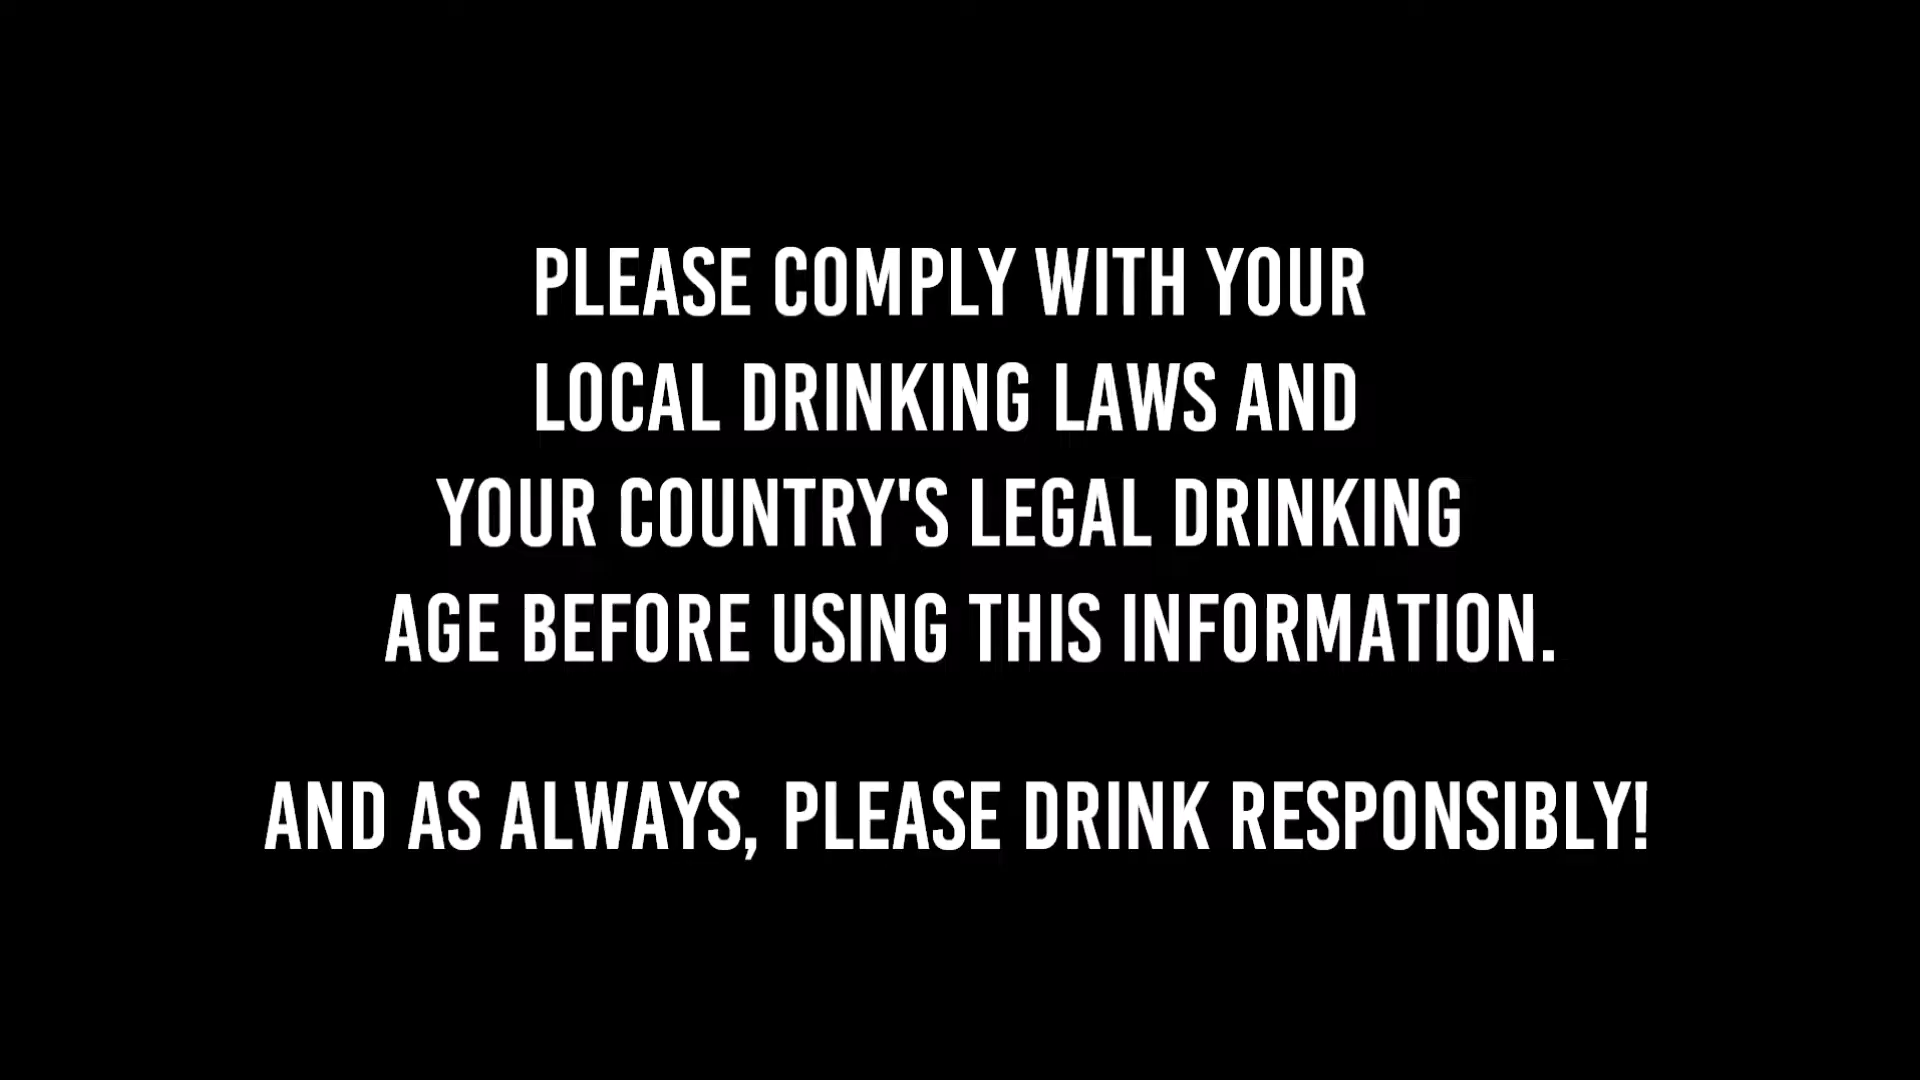 PLEASE COMPLY WITH YOUR
LOCAL DRINKING LAWS AND
YOUR COUNTRY'S LEGAL DRINKING
AGE BEFORE USING THIS INFORMATION.
AND AS ALWAYS, PLEASE DRINK RESPONSIBLY!